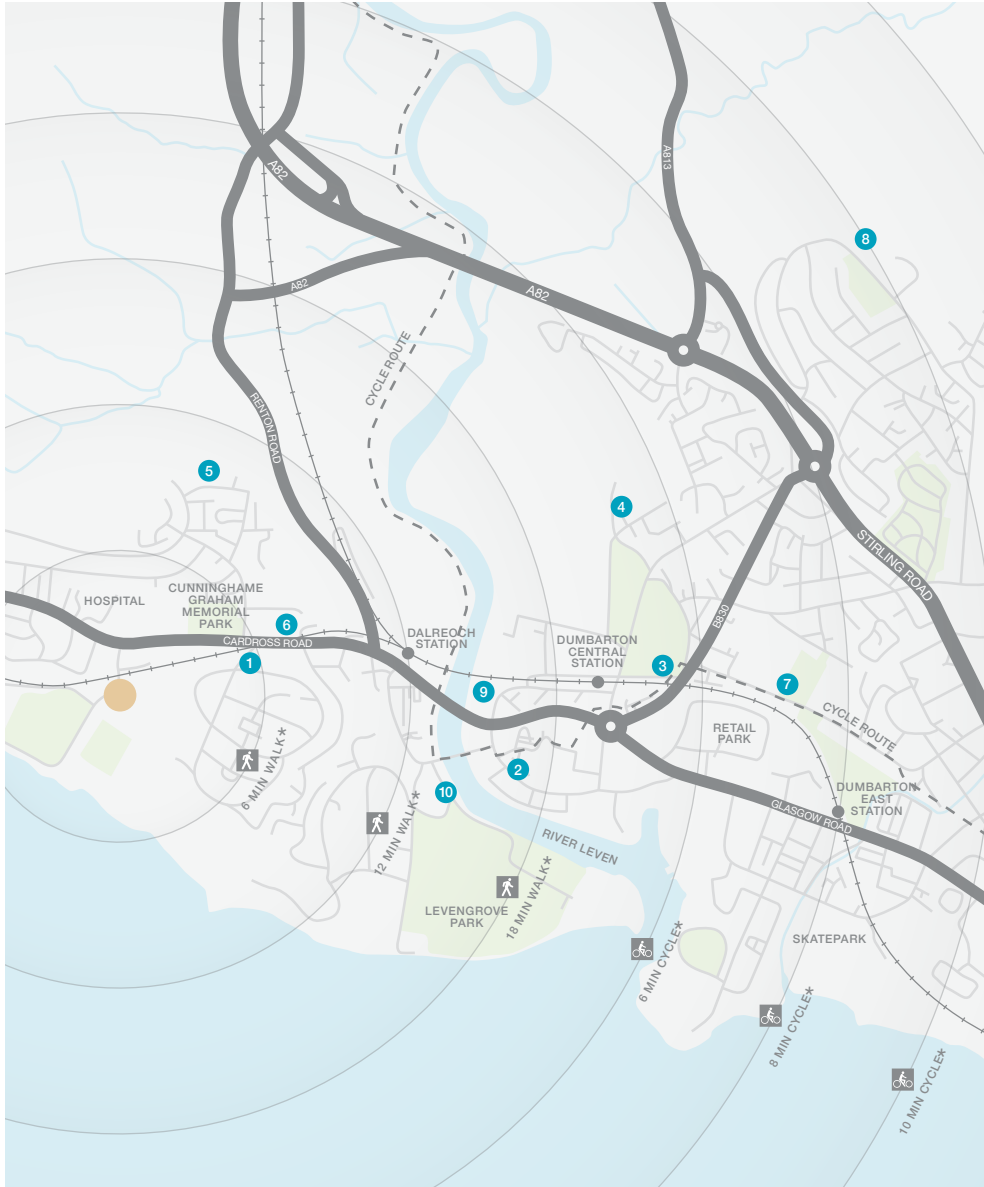 A82
A813
8
A82
A82
CYCLE ROUTE
RENTON ROAD
5
4
STIRLING ROAD
HOSPITAL
CUNNINGHAME
GRAHAM
MEMORIAL
PARK
6
CARDROSS ROAD
1
DALREOCH
STATION
DUMBARTON
CENTRAL
STATION
B830
3
7
9
CYCLE ROUTE
RETAIL
PARK
2
10
6 MIN WALK*
12 MIN WALK*
18 MIN WALK*
RIVER LEVEN
LEVENGROVE
PARK
DUMBARTON
EAST
STATION
GLASGOW ROAD
SKATEPARK
6 MIN CYCLE*
8 MIN CYCLE*
10 MIN CYCLE*